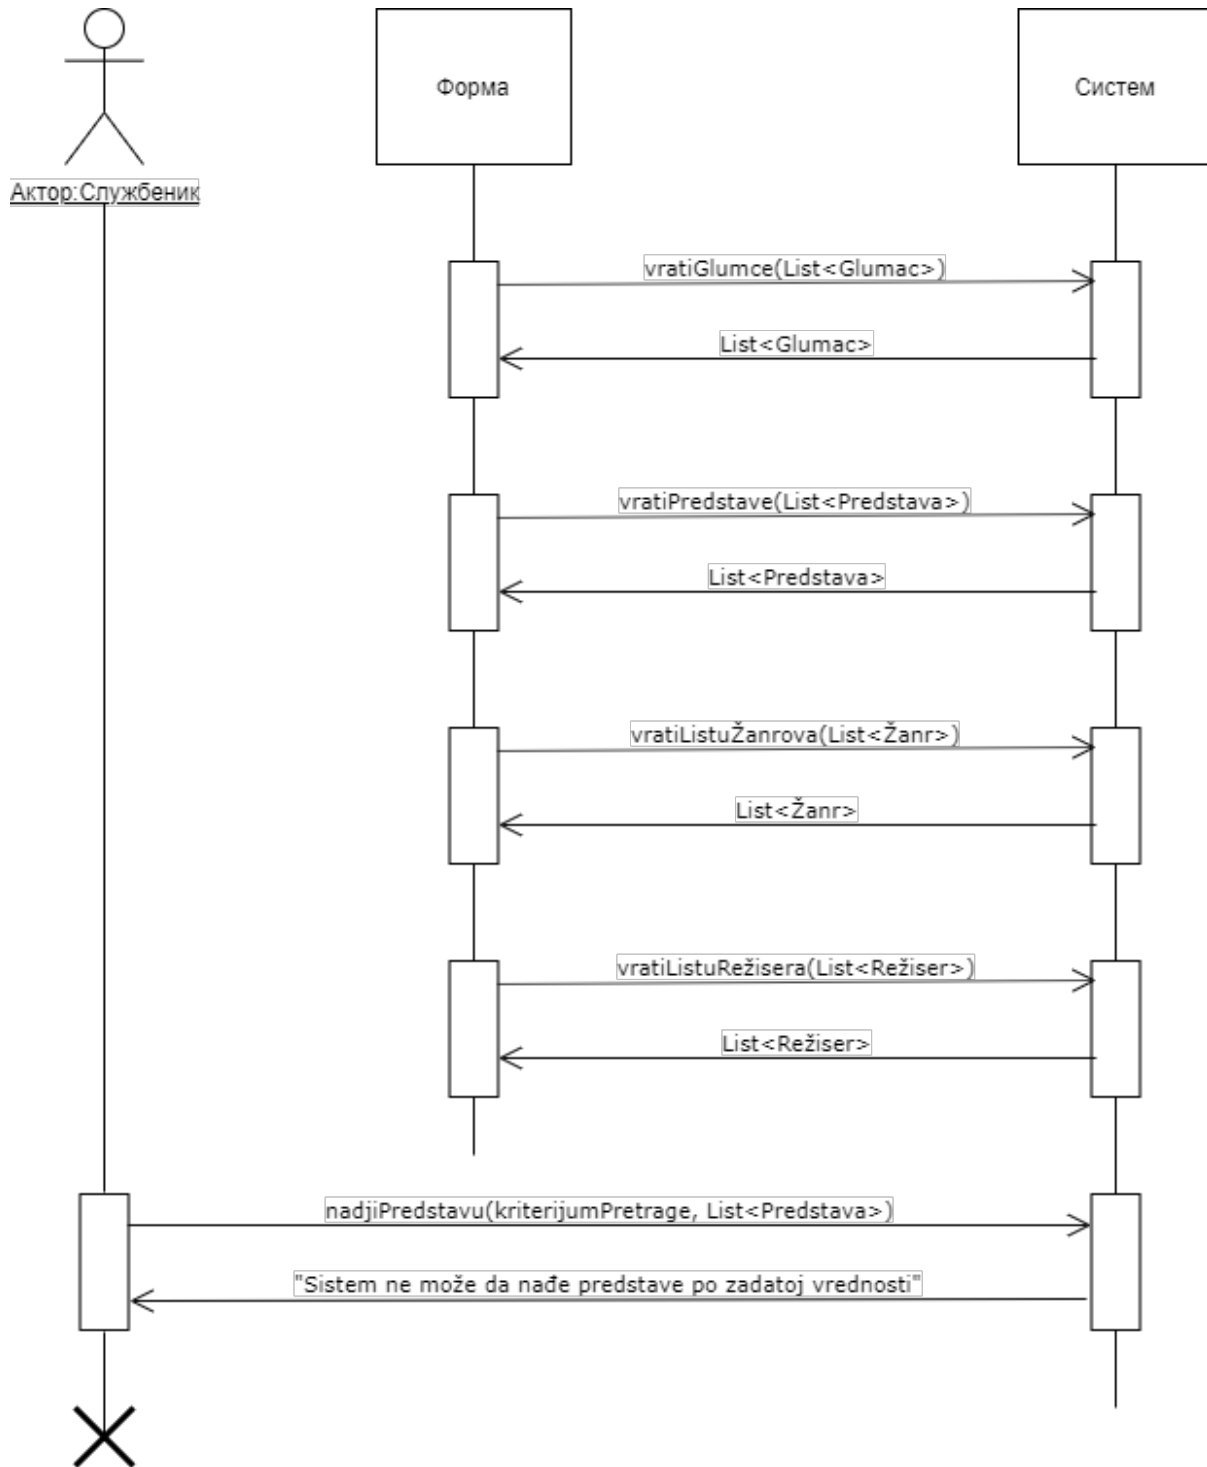 Форма
Систем
Актор:Службеник
vratiGlumce(List<Glumac>)
List<Glumac>
vratiPredstave(List<Predstava>)
List<Predstava>
vratiListuŽanrova(List<Žanr>)
List<Žanr>
vratiListuRežisera(List<Režiser>)
List<Režiser>
nadjiPredstavu(kriterijumPretrage, List<Predstava>)
"Sistem ne može da nađe predstave po zadatoj vrednosti"